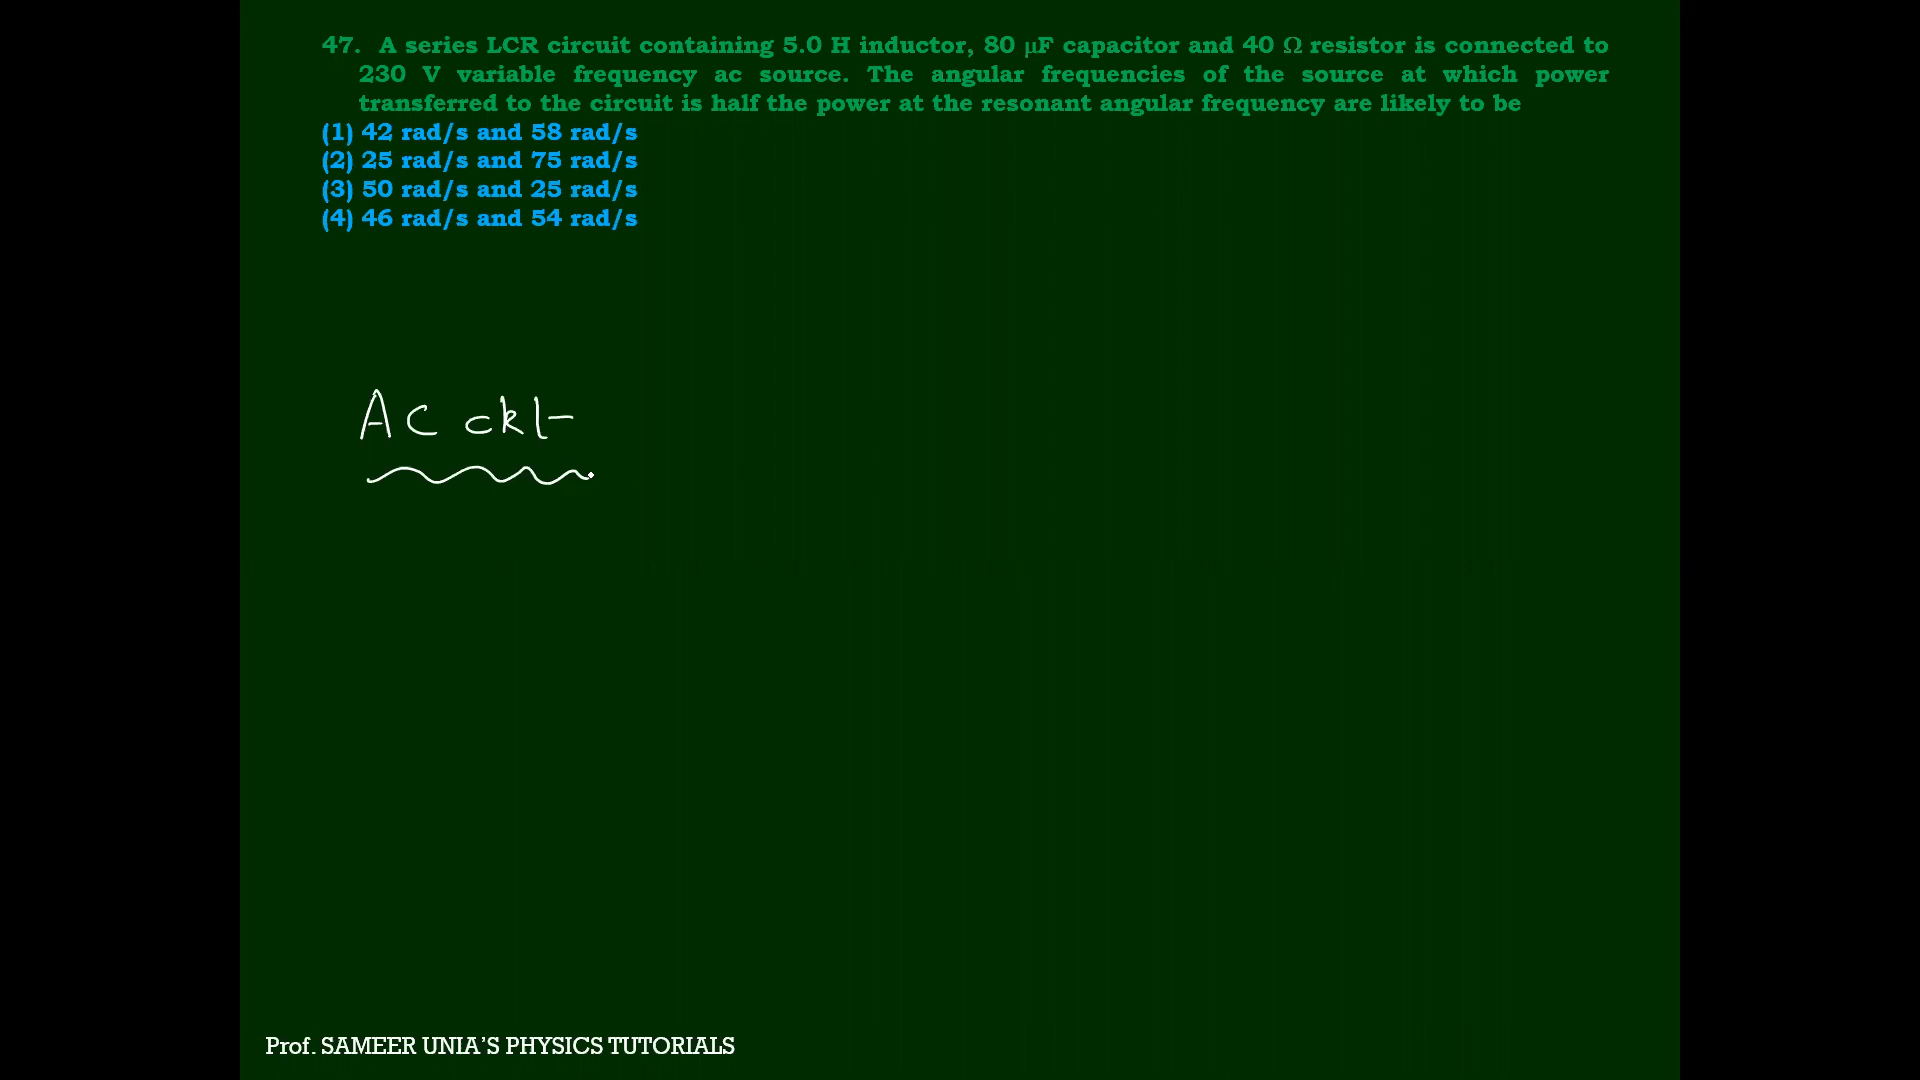 47. A series LCR circuit containing 5.0 H inductor, 80 μF capacitor and 40 Ω resistor is connected to
230 V variable frequency ac source. The angular frequencies of the source at which power
transferred to the circuit is half the power at the resonant angular frequency are likely to be
(1) 42 rad/s and 58 rad/s
(2) 25 rad/s and 75 rad/s
(3) 50 rad/s and 25 rad/s
(4) 46 rad/s and 54 rad/s
AC ckt
Prof. SAMEER UNIA’S PHYSICS TUTORIALS